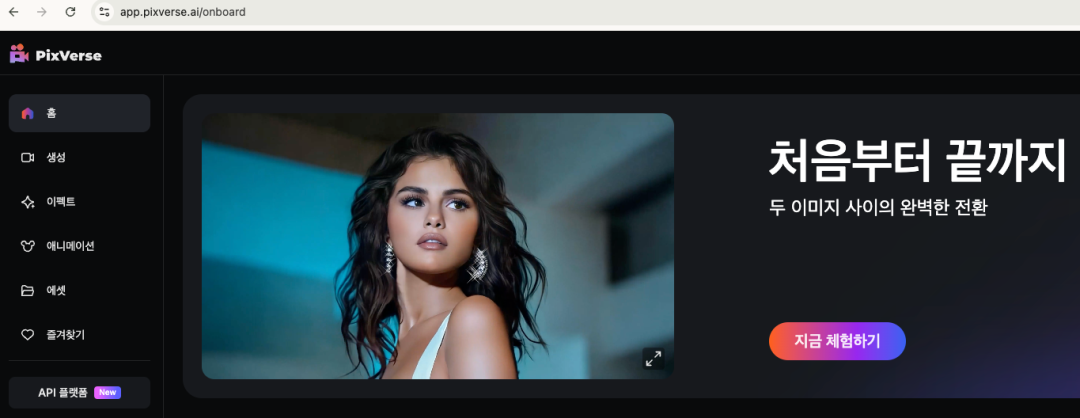 app.pixverse.ai/onboard
PixVerse
홈
생성
이펙트
애니메이션
에셋
즐겨찾기
API 플랫폼 New
처음부터 끝까지
두 이미지 사이의 완벽한 전환
지금 체험하기